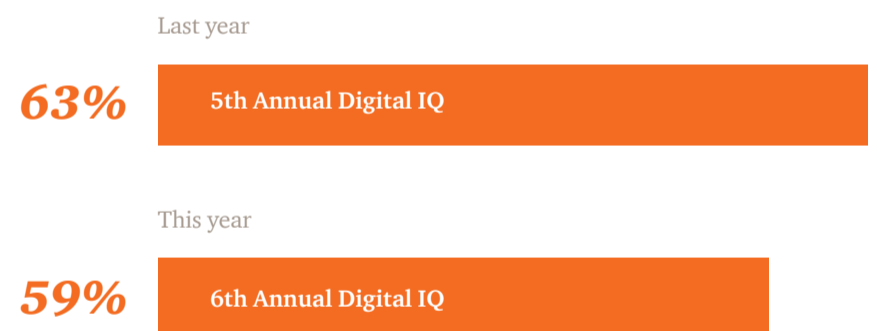 Last year
63%
5th Annual Digital IQ
This year
59%
6th Annual Digital IQ